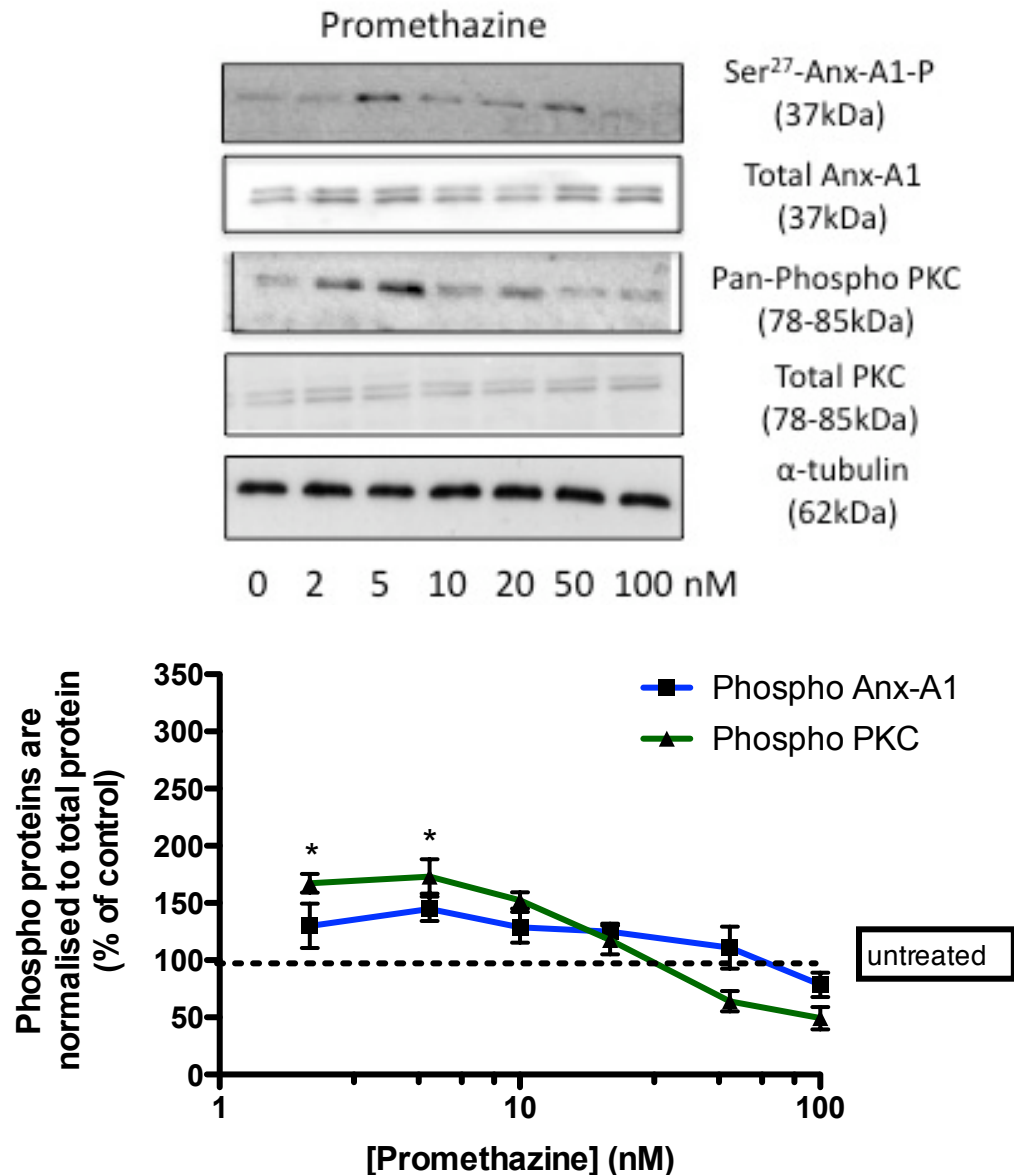 Promethazine
Ser²⁷-Anx-A1-P
(37kDa)
Total Anx-A1
(37kDa)
Pan-Phospho PKC
(78-85kDa)
Total PKC
(78-85kDa)
α-tubulin
(62kDa)
0 2 5 10 20 50 100 nM
Phospho proteins are
normalised to total protein
(% of control)
350
300
250
200
150
100
50
0
* *
Phospho Anx-A1
Phospho PKC
untreated
1 10 100
[Promethazine] (nM)